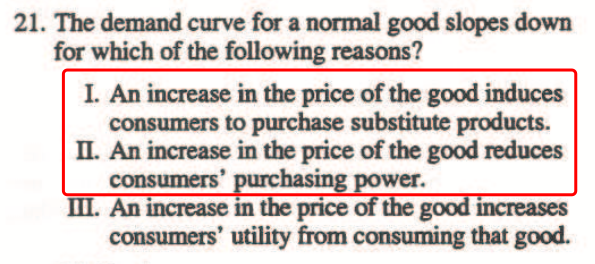 21. The demand curve for a normal good slopes down
for which of the following reasons?
I. An increase in the price of the good induces
consumers to purchase substitute products.
II. An increase in the price of the good reduces
consumers' purchasing power.
III. An increase in the price of the good increases
consumers' utility from consuming that good.